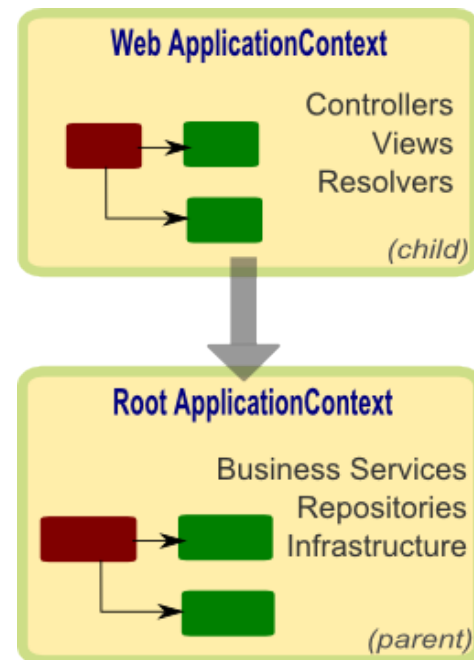 Web ApplicationContext
Controllers
Views
Resolvers
(child)
Root ApplicationContext
Business Services
Repositories
Infrastructure
(parent)